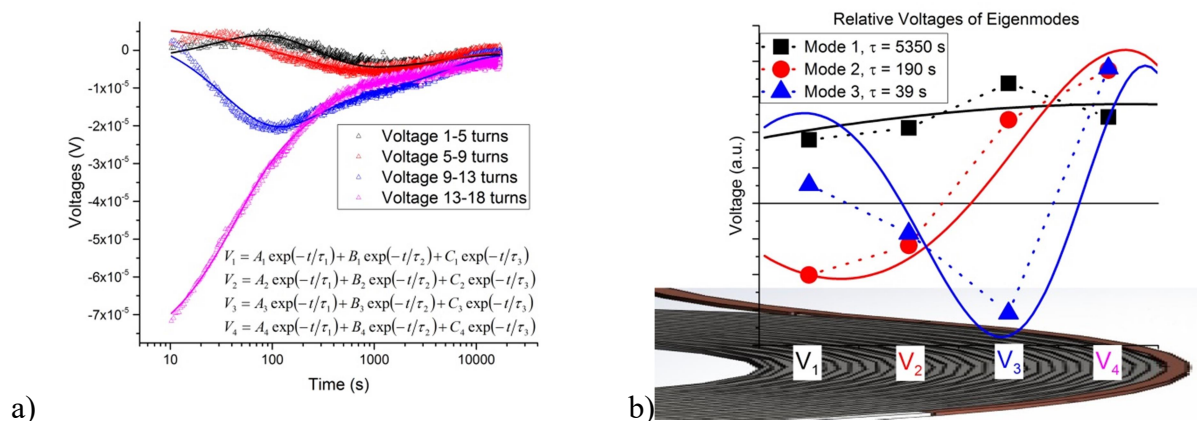 0
-1x10⁻⁵
-2x10⁻⁵
-3x10⁻⁵
-4x10⁻⁵
-5x10⁻⁵
-6x10⁻⁵
-7x10⁻⁵
Voltages (V)
Voltage 1-5 turns
Voltage 5-9 turns
Voltage 9-13 turns
Voltage 13-18 turns
V₁ = A₁ exp(−t/τ₁)+ B₁ exp(−t/τ₂)+ C₁ exp(−t/τ₃)
V₂ = A₂ exp(−t/τ₁)+ B₂ exp(−t/τ₂)+ C₂ exp(−t/τ₃)
V₃ = A₃ exp(−t/τ₁)+ B₃ exp(−t/τ₂)+ C₃ exp(−t/τ₃)
V₄ = A₄ exp(−t/τ₁)+ B₄ exp(−t/τ₂)+ C₄ exp(−t/τ₃)
10 100 1000 10000
Time (s)
a)
Relative Voltages of Eigenmodes
Mode 1, τ = 5350 s
Mode 2, τ = 190 s
Mode 3, τ = 39 s
Voltage (a.u.)
V₁ V₂ V₃ V₄
b)